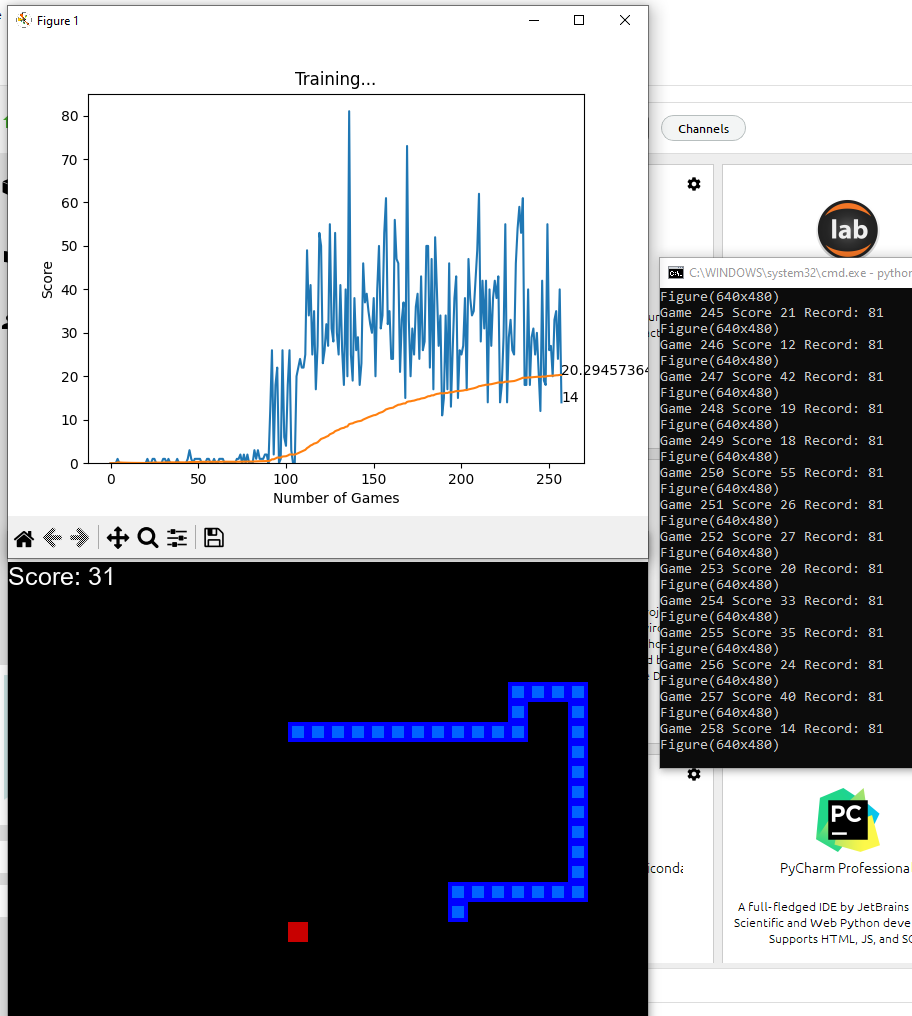 Figure 1
Training...
80
70
60
50
40
30
20
10
0
Score
0
50
100
150
200
250
Number of Games
20.29457364
14
Score: 31
Channels
lab
C:\WINDOWS\system32\cmd.exe - python
Figure(640x480)
Game 245 Score 21 Record: 81
Figure(640x480)
Game 246 Score 12 Record: 81
Figure(640x480)
Game 247 Score 42 Record: 81
Figure(640x480)
Game 248 Score 19 Record: 81
Figure(640x480)
Game 249 Score 18 Record: 81
Figure(640x480)
Game 250 Score 55 Record: 81
Figure(640x480)
Game 251 Score 26 Record: 81
Figure(640x480)
Game 252 Score 27 Record: 81
Figure(640x480)
Game 253 Score 20 Record: 81
Figure(640x480)
Game 254 Score 33 Record: 81
Figure(640x480)
Game 255 Score 35 Record: 81
Figure(640x480)
Game 256 Score 24 Record: 81
Figure(640x480)
Game 257 Score 40 Record: 81
Figure(640x480)
Game 258 Score 14 Record: 81
Figure(640x480)
PC
PyCharm Professiona
A full-fledged IDE by JetBrains
Scientific and Web Python deve
Supports HTML, JS, and SQ